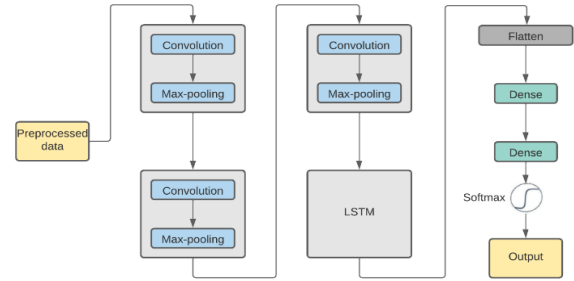 Preprocessed
data
Convolution
Max-pooling
Convolution
Max-pooling
Convolution
Max-pooling
LSTM
Flatten
Dense
Dense
Softmax
Output